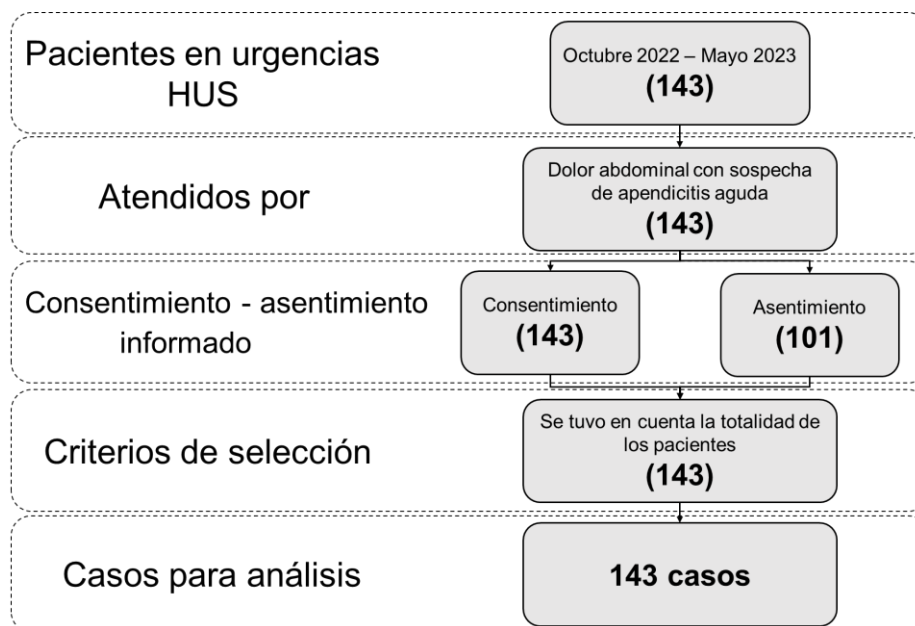 Pacientes en urgencias
HUS
Octubre 2022 – Mayo 2023
(143)
Atendidos por
Dolor abdominal con sospecha
de apendicitis aguda
(143)
Consentimiento - asentimiento
informado
Consentimiento
(143)
Asentimiento
(101)
Criterios de selección
Se tuvo en cuenta la totalidad de
los pacientes
(143)
Casos para análisis
143 casos